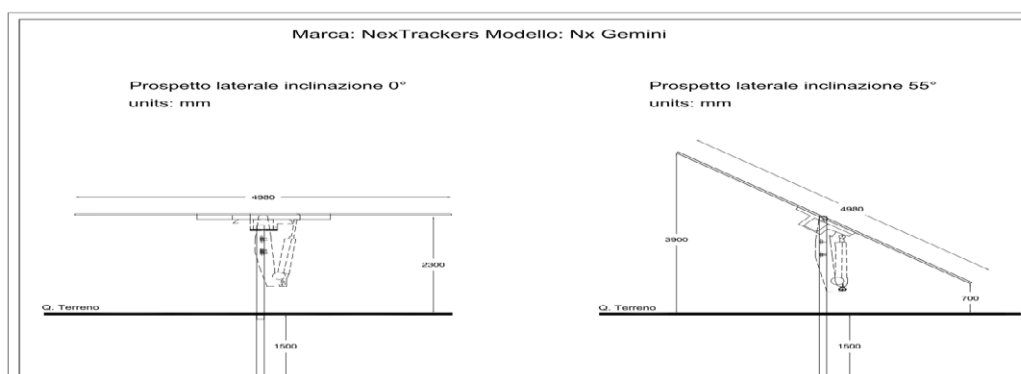 Marca: NexTrackers Modello: Nx Gemini
Prospetto laterale inclinazione 0°
units: mm
Prospetto laterale inclinazione 55°
units: mm
4980
2300
Q. Terreno
1500
4980
3900
700
Q. Terreno
1500